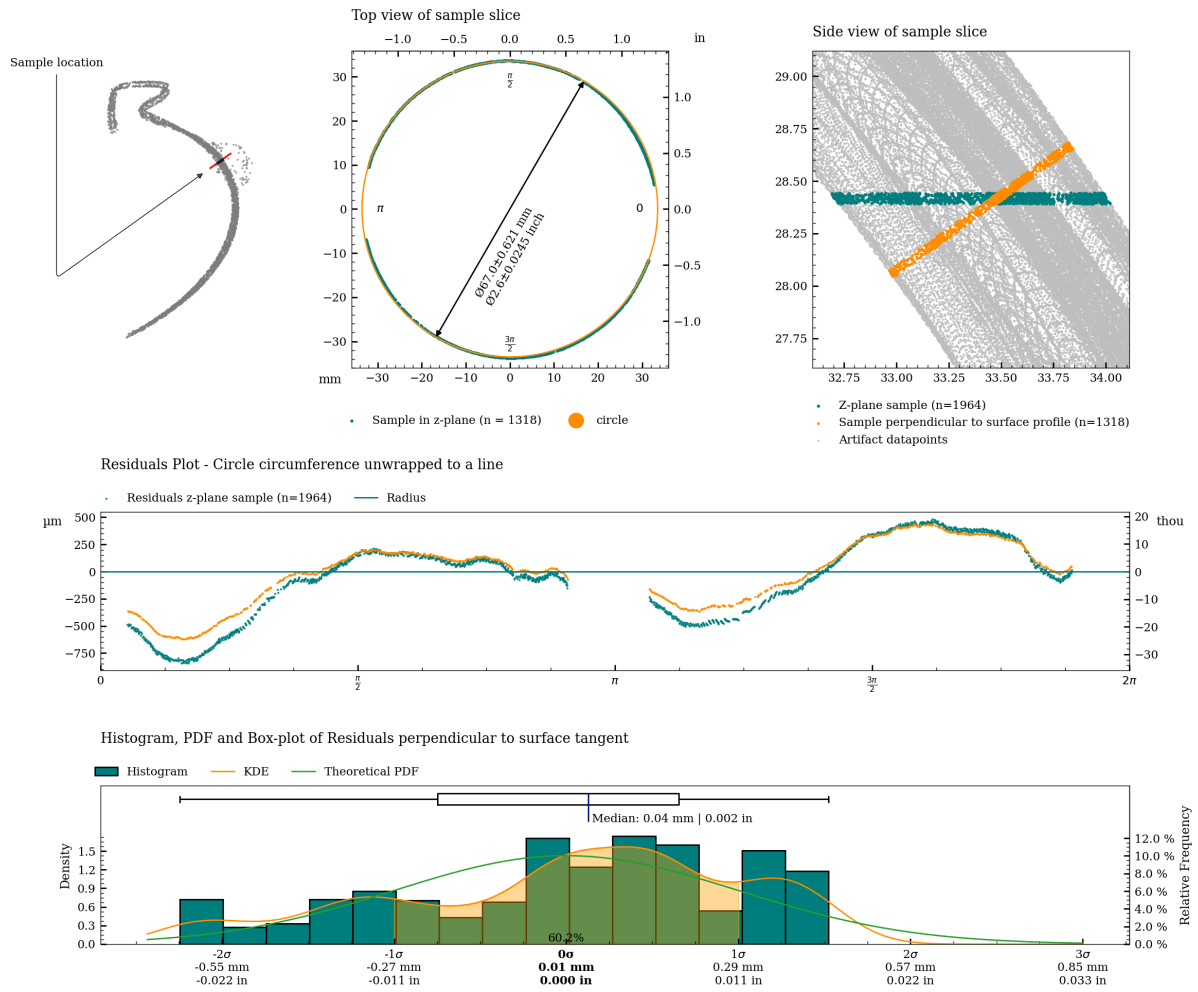 Sample location
Top view of sample slice
−1.0 −0.5 0.0 0.5 1.0 in
30
20
10
0
−10
−20
−30
mm
1.0
0.5
0.0
−0.5
−1.0
π/2
π
0
3π/2
Ø67.0±0.621 mm
Ø2.6±0.0245 inch
−30 −20 −10 0 10 20 30
Sample in z-plane (n = 1318) circle
Side view of sample slice
29.00
28.75
28.50
28.25
28.00
27.75
32.75 33.00 33.25 33.50 33.75 34.00
Z-plane sample (n=1964)
Sample perpendicular to surface profile (n=1318)
Artifact datapoints
Residuals Plot - Circle circumference unwrapped to a line
Residuals z-plane sample (n=1964) Radius
µm
500
250
0
−250
−500
−750
20
10
0
−10
−20
−30
thou
0 π/2 π 3π/2 2π
Histogram, PDF and Box-plot of Residuals perpendicular to surface tangent
Histogram KDE Theoretical PDF
Median: 0.04 mm | 0.002 in
Density
1.5
1.2
0.9
0.6
0.3
0.0
12.0 %
10.0 %
8.0 %
6.0 %
4.0 %
2.0 %
0.0 %
Relative Frequency
60.2%
-2σ -1σ 0σ 1σ 2σ 3σ
-0.55 mm -0.27 mm 0.01 mm 0.29 mm 0.57 mm 0.85 mm
-0.022 in -0.011 in 0.000 in 0.011 in 0.022 in 0.033 in